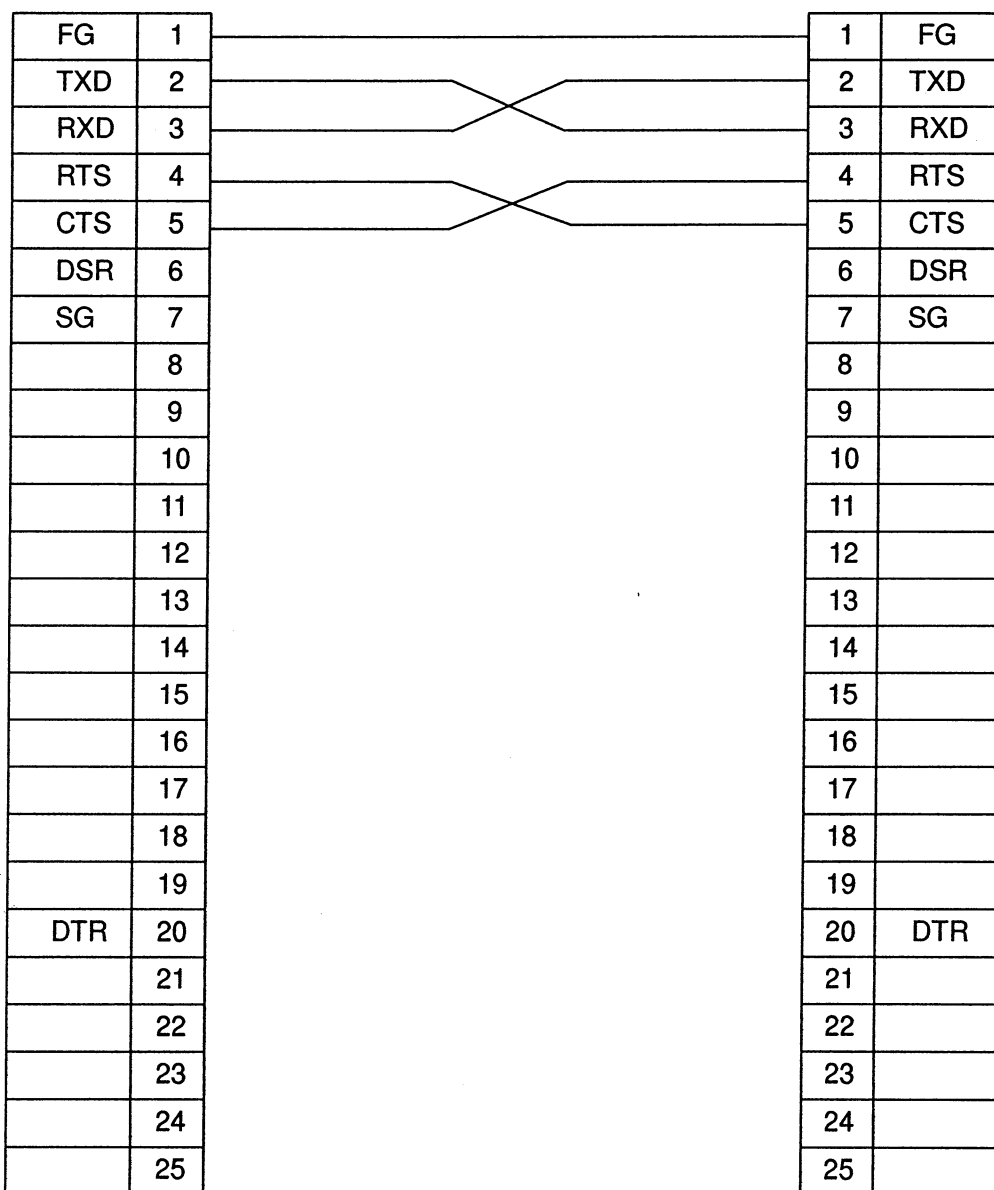 FG 1 1 FG
TXD 2 2 TXD
RXD 3 3 RXD
RTS 4 4 RTS
CTS 5 5 CTS
DSR 6 6 DSR
SG 7 7 SG
8 8
9 9
10 10
11 11
12 12
13 13
14 14
15 15
16 16
17 17
18 18
19 19
DTR 20 20 DTR
21 21
22 22
23 23
24 24
25 25